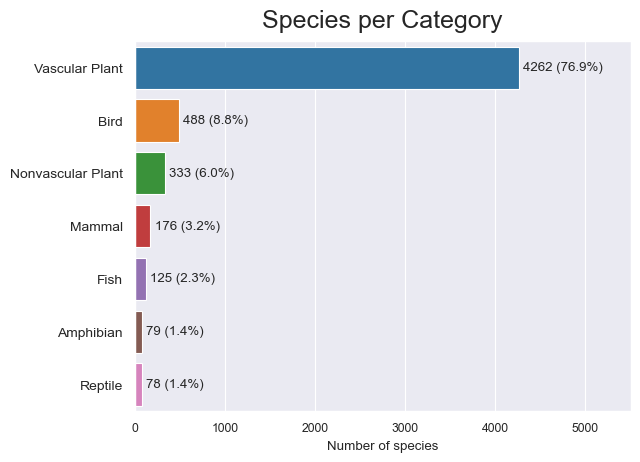 Species per Category
Vascular Plant 4262 (76.9%)
Bird 488 (8.8%)
Nonvascular Plant 333 (6.0%)
Mammal 176 (3.2%)
Fish 125 (2.3%)
Amphibian 79 (1.4%)
Reptile 78 (1.4%)
0 1000 2000 3000 4000 5000
Number of species